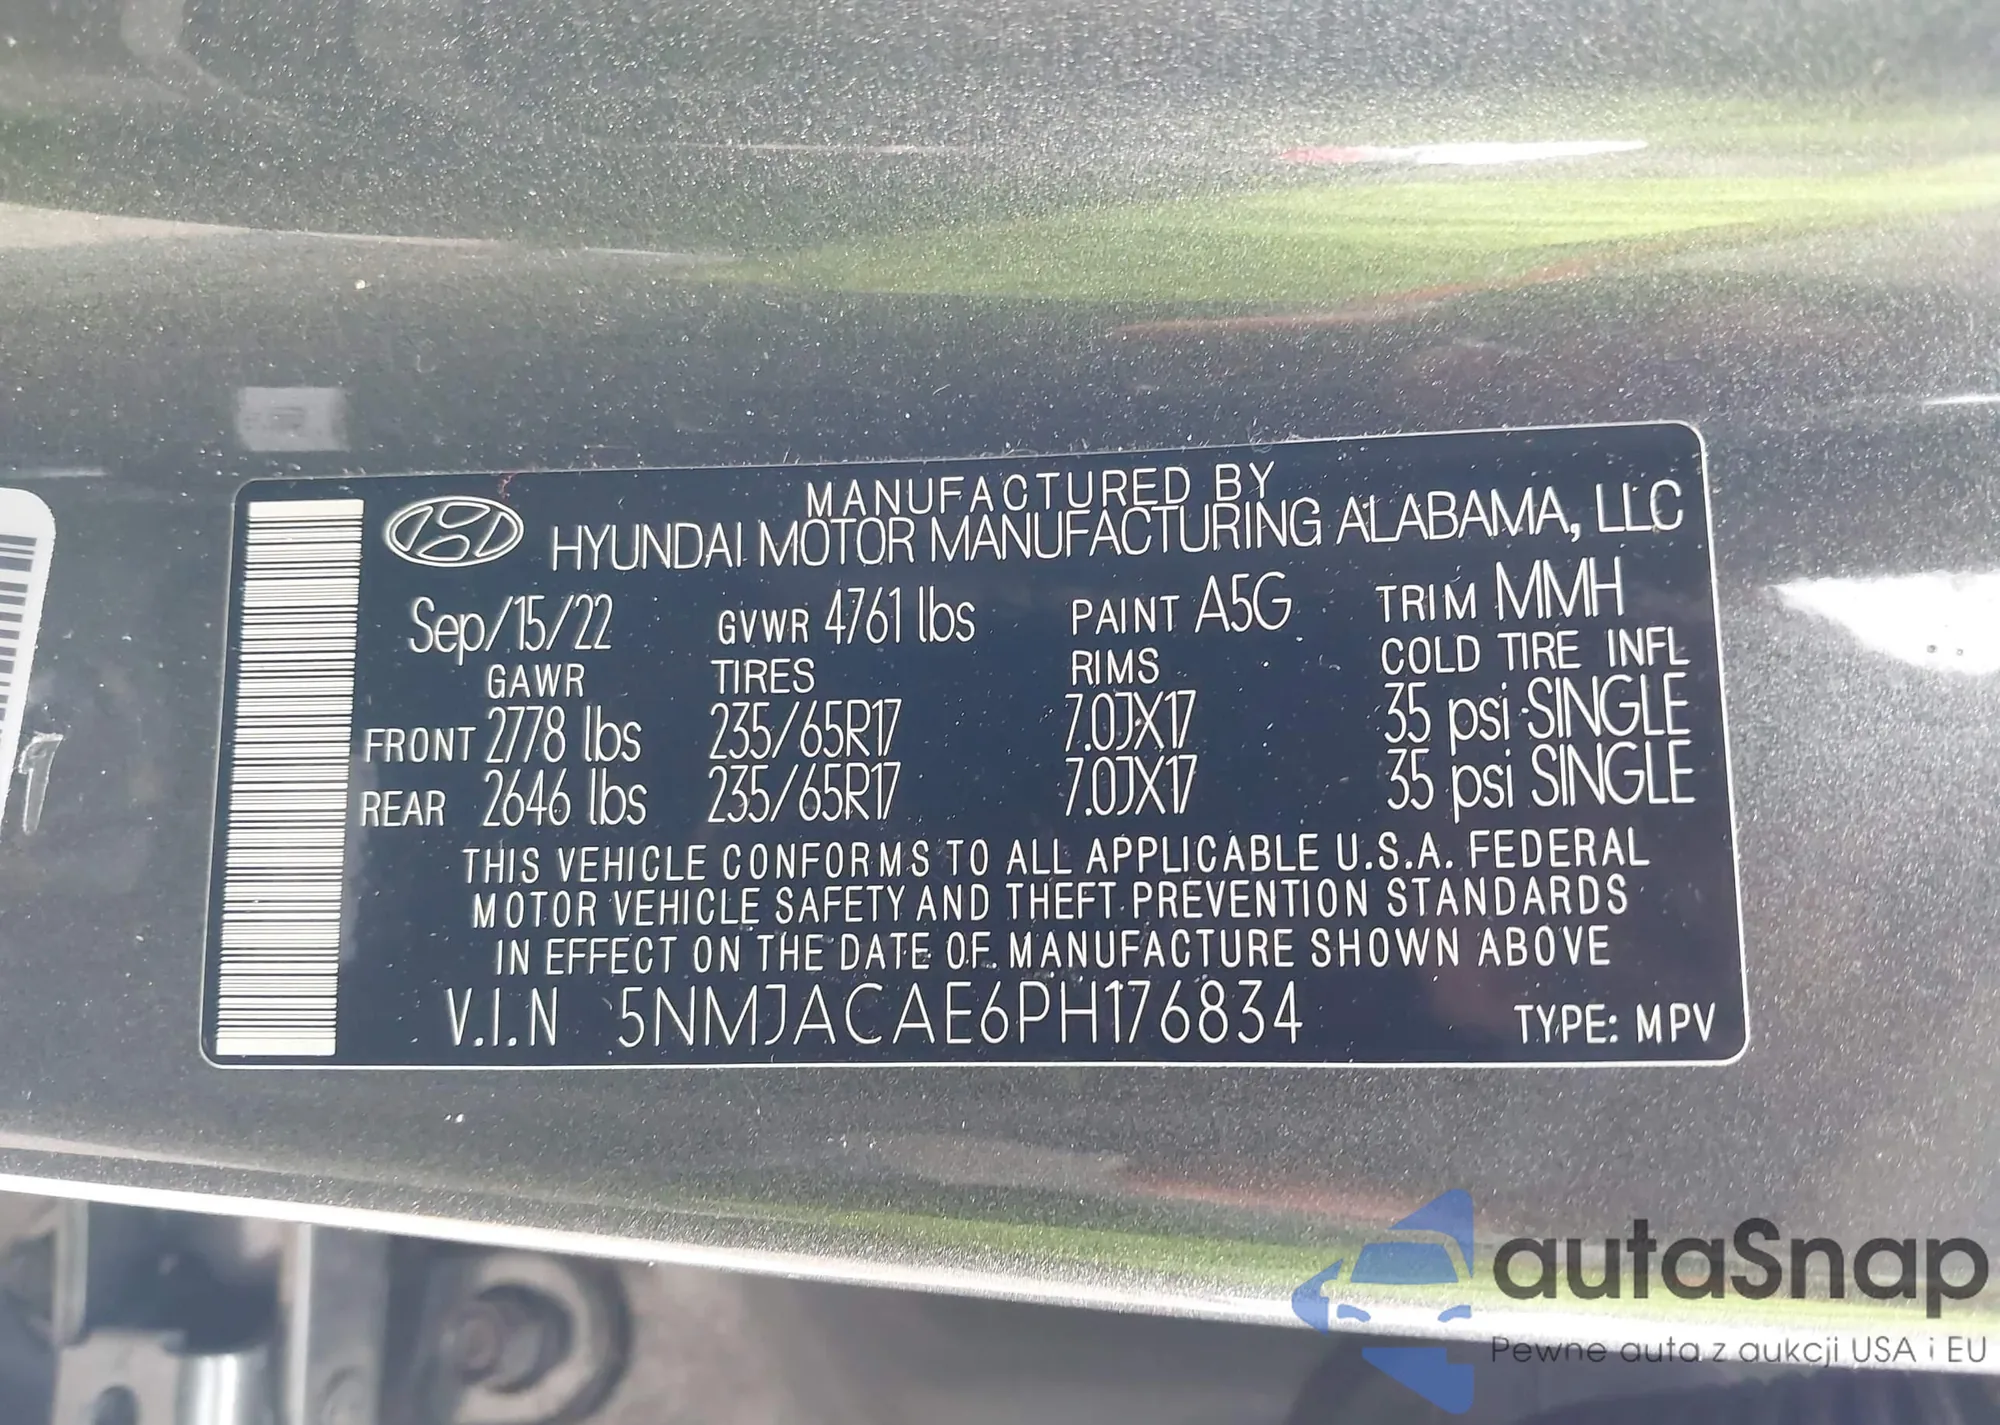 MANUFACTURED BY
HYUNDAI MOTOR MANUFACTURING ALABAMA, LLC
Sep/15/22 GVWR 4761 lbs PAINT A5G TRIM MMH
GAWR TIRES RIMS COLD TIRE INFL
FRONT 2778 lbs 235/65R17 7.0JX17 35 psi SINGLE
REAR 2646 lbs 235/65R17 7.0JX17 35 psi SINGLE
THIS VEHICLE CONFORMS TO ALL APPLICABLE U.S.A. FEDERAL
MOTOR VEHICLE SAFETY AND THEFT PREVENTION STANDARDS
IN EFFECT ON THE DATE OF MANUFACTURE SHOWN ABOVE
V.I.N 5NMJACAE6PH176834 TYPE: MPV
autaSnap
Pewne auta z aukcji USA i EU